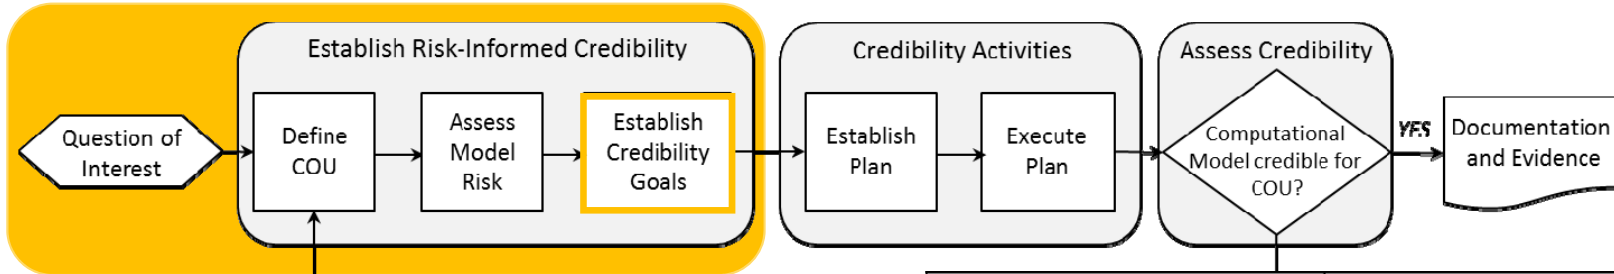 Establish Risk-Informed Credibility
Credibility Activities
Assess Credibility
Question of
Interest
Define
COU
Assess
Model
Risk
Establish
Credibility
Goals
Establish
Plan
Execute
Plan
Computational
Model credible for
COU?
YES
Documentation
and Evidence